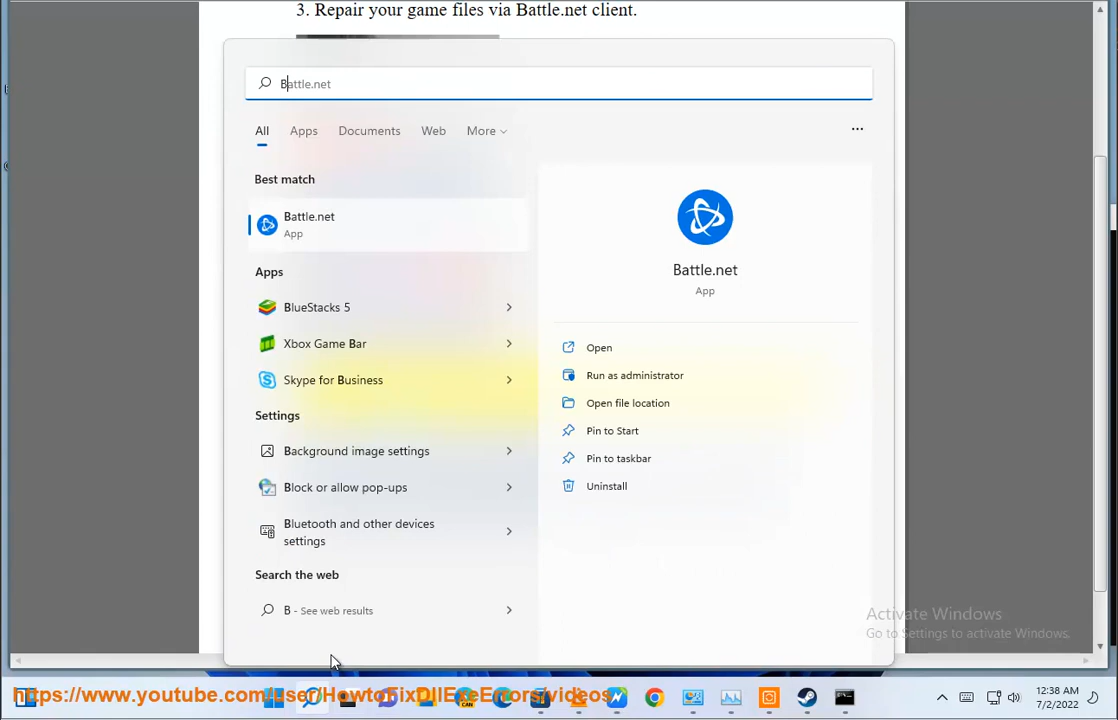 3. Repair your game files via Battle.net client.
Battle.net
All Apps Documents Web More
Best match
Battle.net
App
Apps
BlueStacks 5
Xbox Game Bar
Skype for Business
Settings
Background image settings
Block or allow pop-ups
Bluetooth and other devices
settings
Search the web
B - See web results
Battle.net
App
Open
Run as administrator
Open file location
Pin to Start
Pin to taskbar
Uninstall
Activate Windows
Go to Settings to activate Windows.
https://www.youtube.com/user/HowtoFixDllExeErrors/videos
12:38 AM
7/2/2022